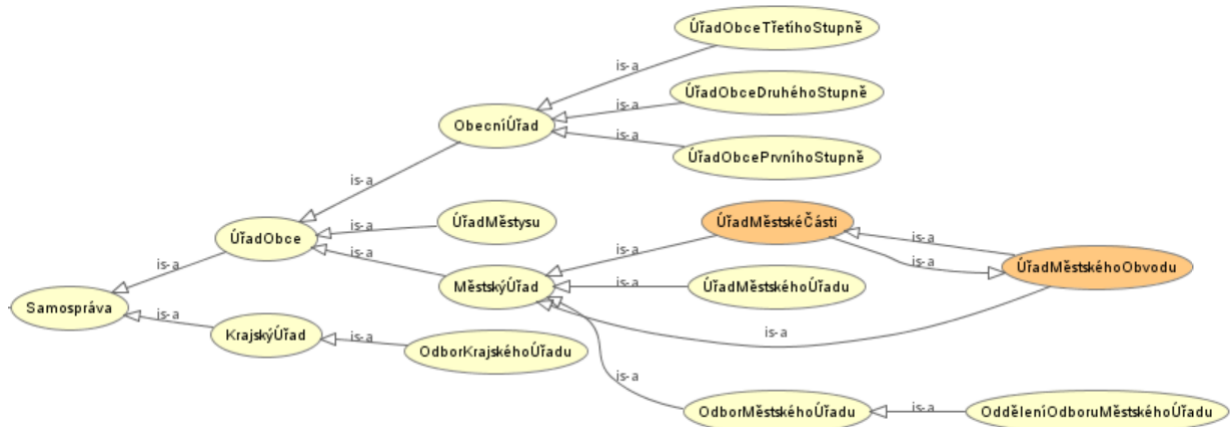 ÚřadObceTřetíhoStupně
is-a
ÚřadObceDruhéhoStupně
is-a
ObecníÚřad
is-a
ÚřadObcePrvníhoStupně
is-a
ÚřadMěstysu
is-a
ÚřadMěstskéČásti
is-a
ÚřadObce
is-a
is-a
is-a
ÚřadMěstskéhoObvodu
is-a
is-a
MěstskýÚřad
is-a
ÚřadMěstskéhoÚřadu
Samospráva
is-a
KrajskýÚřad
is-a
OdborKrajskéhoÚřadu
is-a
is-a
OdborMěstskéhoÚřadu
is-a
OdděleníOdboruMěstskéhoÚřadu